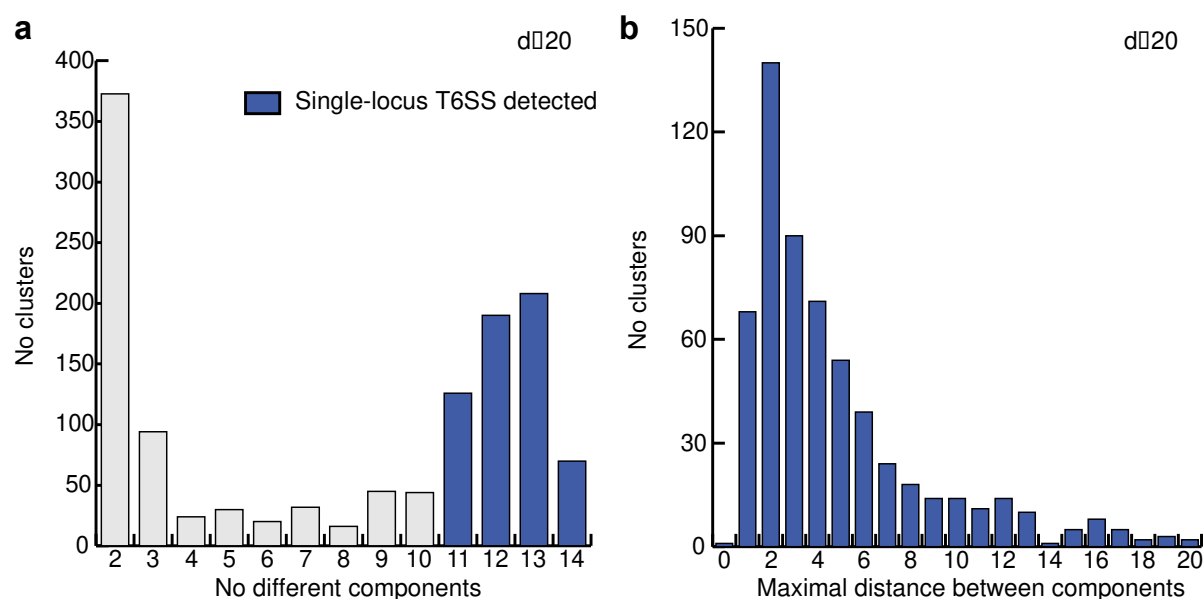 a
d▯20
400
350
300
250
200
150
100
50
0
No clusters
Single-locus T6SS detected
2 3 4 5 6 7 8 9 10 11 12 13 14
No different components
b
d▯20
150
120
90
60
30
0
No clusters
0 2 4 6 8 10 12 14 16 18 20
Maximal distance between components